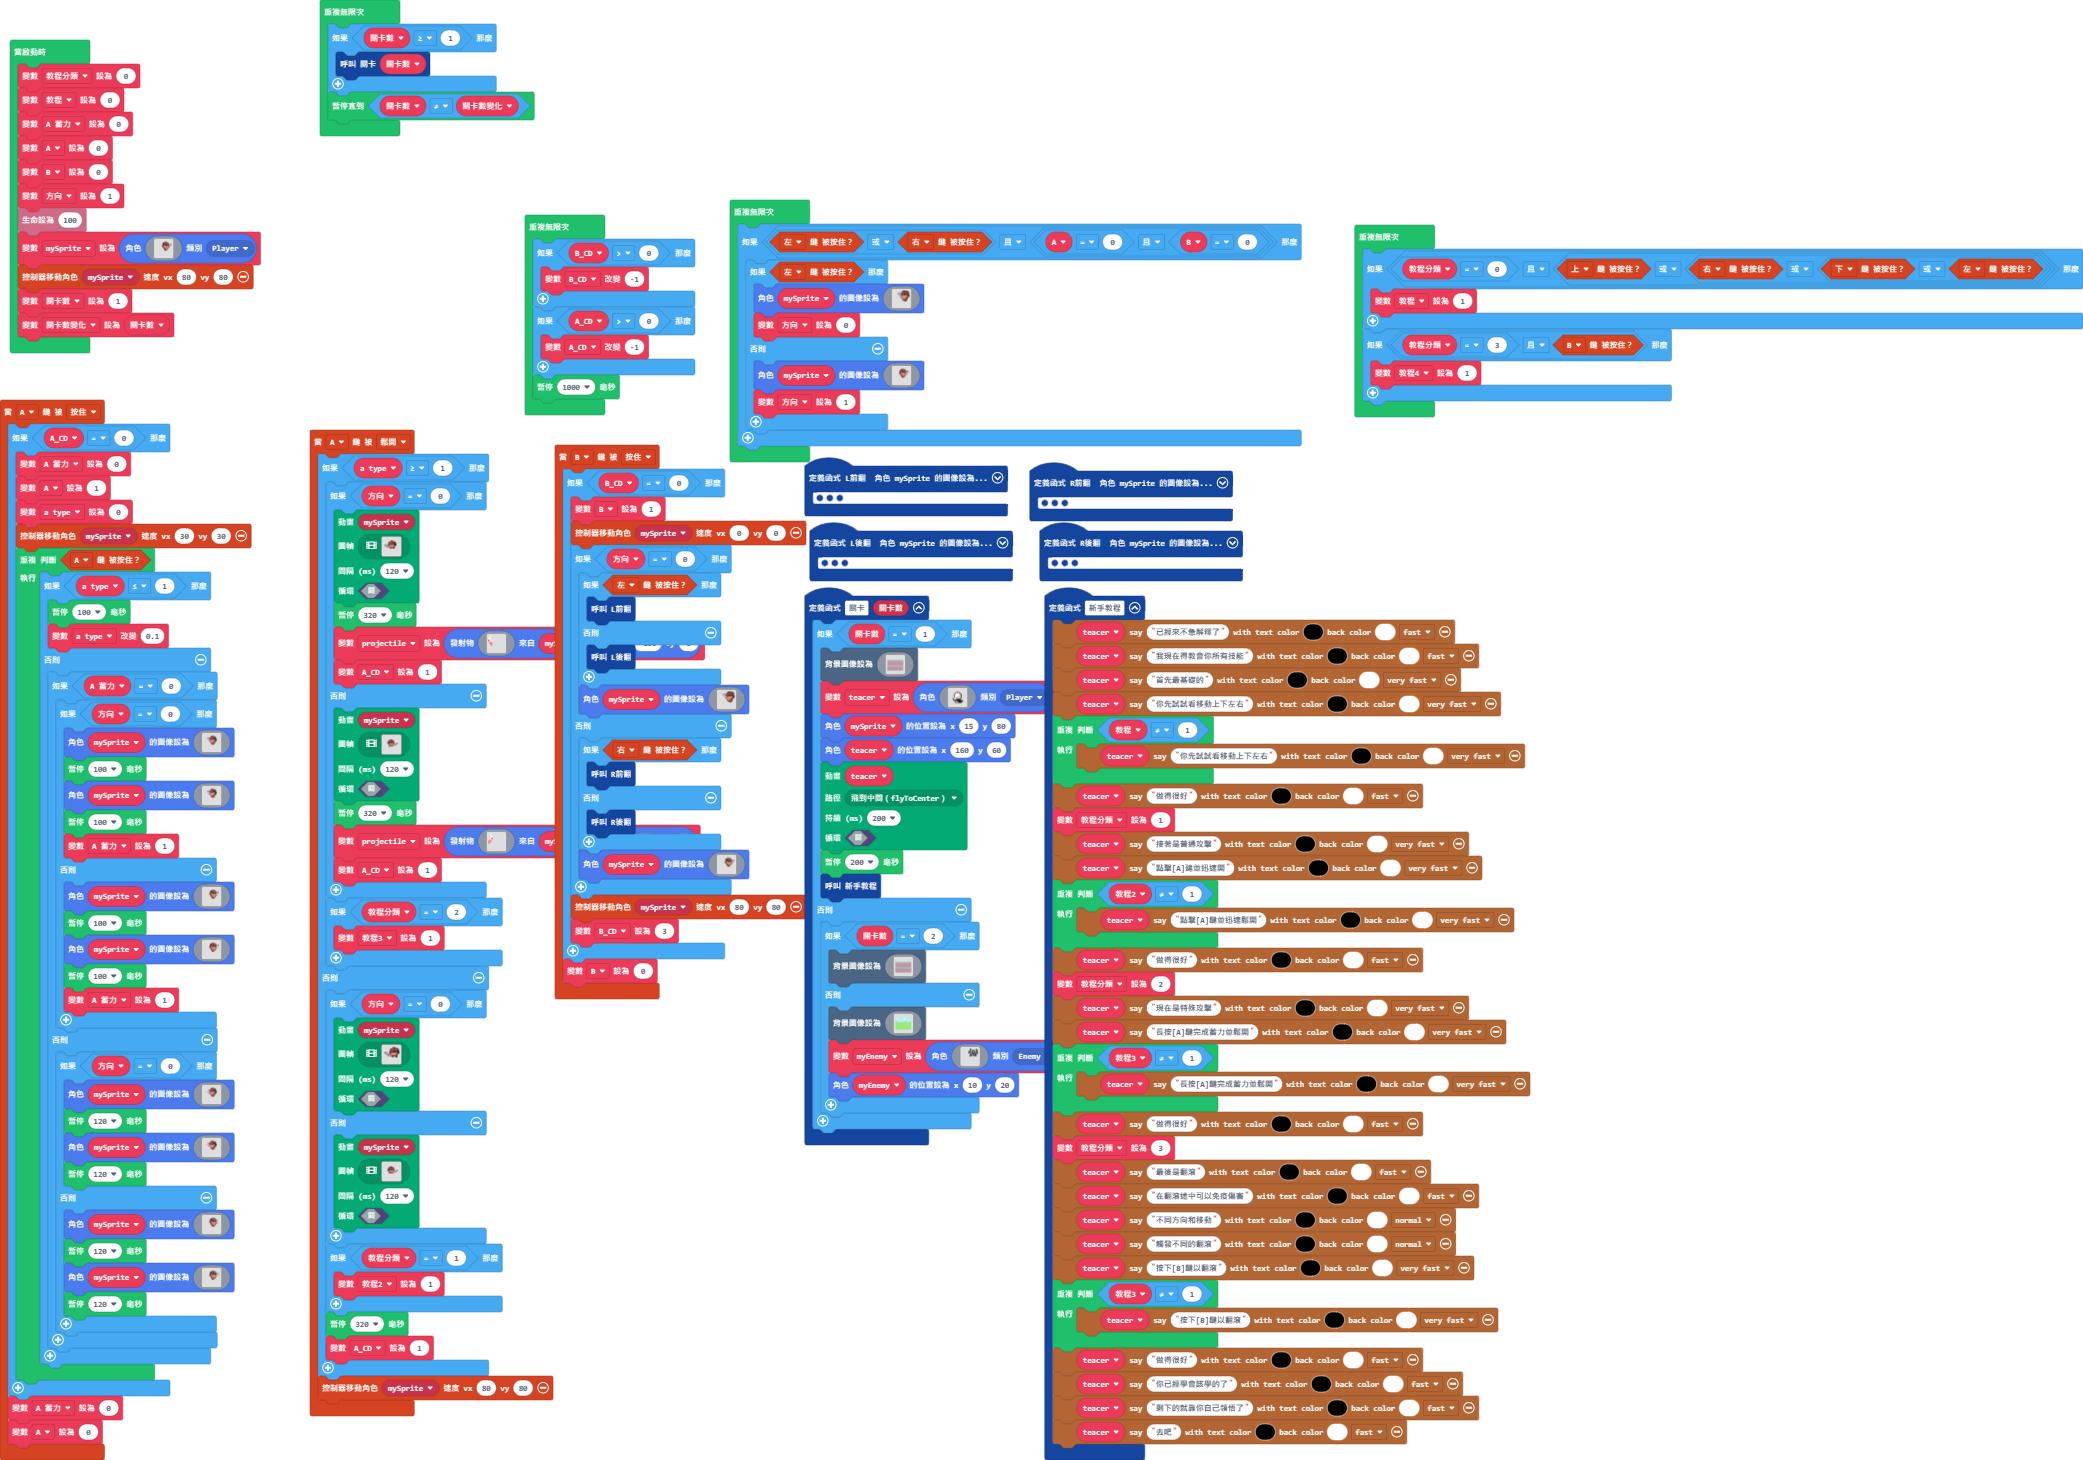 當啟動時
變數 教程分類 設為 0
變數 教程 設為 0
變數 A 蓄力 設為 0
變數 A 設為 0
變數 B 設為 0
變數 方向 設為 1
生命設為 100
變數 mySprite 設為 角色 類別 Player
控制器移動角色 mySprite 速度 vx 80 vy 80
變數 關卡數 設為 1
變數 關卡數變化 設為 關卡數
重複無限次
如果 關卡數 ≥ 1 那麼
呼叫 關卡 關卡數
暫停直到 關卡數 ≠ 關卡數變化
重複無限次
如果 B_CD > 0 那麼
變數 B_CD 改變 -1
如果 A_CD > 0 那麼
變數 A_CD 改變 -1
暫停 1000 毫秒
重複無限次
如果 左 鍵 被按住? 或 右 鍵 被按住? 且 A = 0 且 B = 0 那麼
如果 左 鍵 被按住? 那麼
角色 mySprite 的圖像設為
變數 方向 設為 0
否則
角色 mySprite 的圖像設為
變數 方向 設為 1
重複無限次
如果 教程分類 = 0 且 上 鍵 被按住? 或 右 鍵 被按住? 或 下 鍵 被按住? 或 左 鍵 被按住? 那麼
變數 教程 設為 1
如果 教程分類 = 3 且 B 鍵 被按住? 那麼
變數 教程4 設為 1
當 A 鍵 被 按住
如果 A_CD = 0 那麼
變數 A 蓄力 設為 0
變數 A 設為 1
變數 a type 設為 0
控制器移動角色 mySprite 速度 vx 30 vy 30
重複 判斷 A 鍵 被按住?
執行 如果 a type ≤ 1 那麼
暫停 100 毫秒
變數 a type 改變 0.1
否則
如果 A 蓄力 = 0 那麼
如果 方向 = 0 那麼
角色 mySprite 的圖像設為
暫停 100 毫秒
角色 mySprite 的圖像設為
暫停 100 毫秒
變數 A 蓄力 設為 1
否則
角色 mySprite 的圖像設為
暫停 100 毫秒
角色 mySprite 的圖像設為
暫停 100 毫秒
變數 A 蓄力 設為 1
否則
如果 方向 = 0 那麼
角色 mySprite 的圖像設為
暫停 120 毫秒
角色 mySprite 的圖像設為
暫停 120 毫秒
否則
角色 mySprite 的圖像設為
暫停 120 毫秒
角色 mySprite 的圖像設為
暫停 120 毫秒
變數 A 蓄力 設為 0
變數 A 設為 0
當 A 鍵 被 鬆開
如果 a type ≥ 1 那麼
如果 方向 = 0 那麼
動畫 mySprite
圖幀
間隔 (ms) 120
循環 關
暫停 320 毫秒
變數 projectile 設為 發射物 來自
變數 A_CD 設為 1
否則
動畫 mySprite
圖幀
間隔 (ms) 120
循環 關
暫停 320 毫秒
變數 projectile 設為 發射物 來自
變數 A_CD 設為 1
如果 教程分類 = 2 那麼
變數 教程3 設為 1
否則
如果 方向 = 0 那麼
動畫 mySprite
圖幀
間隔 (ms) 120
循環 關
否則
動畫 mySprite
圖幀
間隔 (ms) 120
循環 關
如果 教程分類 = 1 那麼
變數 教程2 設為 1
暫停 320 毫秒
變數 A_CD 設為 1
控制器移動角色 mySprite 速度 vx 80 vy 80
當 B 鍵 被 按住
如果 B_CD = 0 那麼
變數 B 設為 1
控制器移動角色 mySprite 速度 vx 0 vy 0
如果 方向 = 0 那麼
如果 左 鍵 被按住? 那麼
呼叫 L前翻
否則
呼叫 L後翻
角色 mySprite 的圖像設為
否則
如果 右 鍵 被按住? 那麼
呼叫 R前翻
否則
呼叫 R後翻
角色 mySprite 的圖像設為
控制器移動角色 mySprite 速度 vx 80 vy 80
變數 B_CD 設為 3
變數 B 設為 0
定義函式 L前翻 角色 mySprite 的圖像設為...
定義函式 R前翻 角色 mySprite 的圖像設為...
定義函式 L後翻 角色 mySprite 的圖像設為...
定義函式 R後翻 角色 mySprite 的圖像設為...
定義函式 關卡 關卡數
如果 關卡數 = 1 那麼
背景圖像設為
變數 teacer 設為 角色 類別 Player
角色 mySprite 的位置設為 x 15 y 80
角色 teacer 的位置設為 x 160 y 60
動畫 teacer
路徑 飛到中間(flyToCenter)
持續 (ms) 200
循環 關
暫停 200 毫秒
呼叫 新手教程
否則
如果 關卡數 = 2 那麼
背景圖像設為
否則
背景圖像設為
變數 myEnemy 設為 角色 類別 Enemy
角色 myEnemy 的位置設為 x 10 y 20
定義函式 新手教程
teacer say "已經來不急解釋了" with text color back color fast
teacer say "我現在得教會你所有技能" with text color back color fast
teacer say "首先最基礎的" with text color back color very fast
teacer say "你先試試看移動上下左右" with text color back color very fast
重複 判斷 教程 ≠ 1
執行 teacer say "你先試試看移動上下左右" with text color back color very fast
teacer say "做得很好" with text color back color fast
變數 教程分類 設為 1
teacer say "接著是普通攻擊" with text color back color very fast
teacer say "點擊[A]鍵並迅速開" with text color back color very fast
重複 判斷 教程2 ≠ 1
執行 teacer say "點擊[A]鍵並迅速鬆開" with text color back color very fast
teacer say "做得很好" with text color back color fast
變數 教程分類 設為 2
teacer say "現在是特殊攻擊" with text color back color very fast
teacer say "長按[A]鍵完成蓄力並鬆開" with text color back color very fast
重複 判斷 教程3 ≠ 1
執行 teacer say "長按[A]鍵完成蓄力並鬆開" with text color back color very fast
teacer say "做得很好" with text color back color fast
變數 教程分類 設為 3
teacer say "最後是翻滾" with text color back color fast
teacer say "在翻滾途中可以免疫傷害" with text color back color fast
teacer say "不同方向和移動" with text color back color normal
teacer say "觸發不同的翻滾" with text color back color normal
teacer say "按下[B]鍵以翻滾" with text color back color very fast
重複 判斷 教程3 ≠ 1
執行 teacer say "按下[B]鍵以翻滾" with text color back color very fast
teacer say "做得很好" with text color back color fast
teacer say "你已經學會該學的了" with text color back color fast
teacer say "剩下的就靠你自己領悟了" with text color back color fast
teacer say "去吧" with text color back color fast